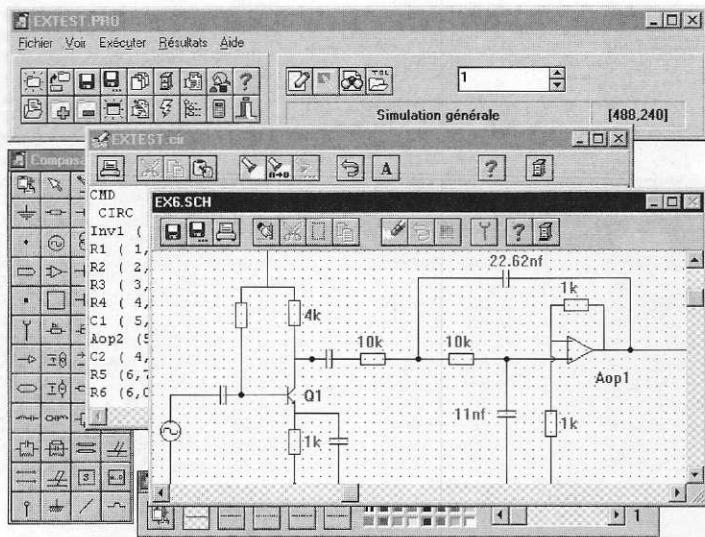 EXTEST.PRO
Fichier Voir Exécuter Résultats Aide
TOL
1
Simulation générale [488,240]
EXTEST.cir
A ?
CMD
CIRC
Inv1 (
R1 ( 1,
R2 ( 2,
R3 ( 3,
R4 ( 4,
C1 ( 5,
Aop2 (5
C2 ( 4,
R5 (6,7
R6 (6,0
Composa
EX6.SCH
?
22.62nf
1k
4k
10k
10k
Aop1
Q1
11nf
1k
1k
1